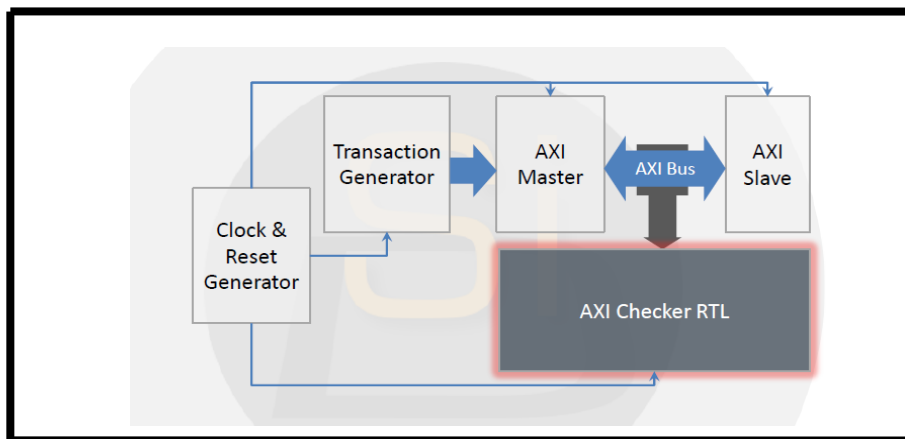 Transaction
Generator
AXI
Master
AXI Bus
AXI
Slave
Clock &
Reset
Generator
AXI Checker RTL